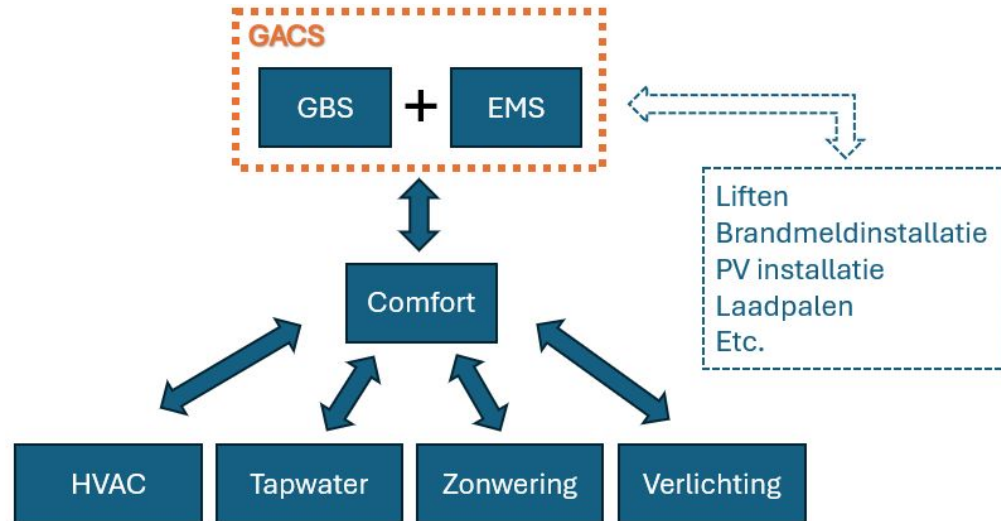 GACS
GBS + EMS
Liften
Brandmeldinstallatie
PV installatie
Laadpalen
Etc.
Comfort
HVAC
Tapwater
Zonwering
Verlichting